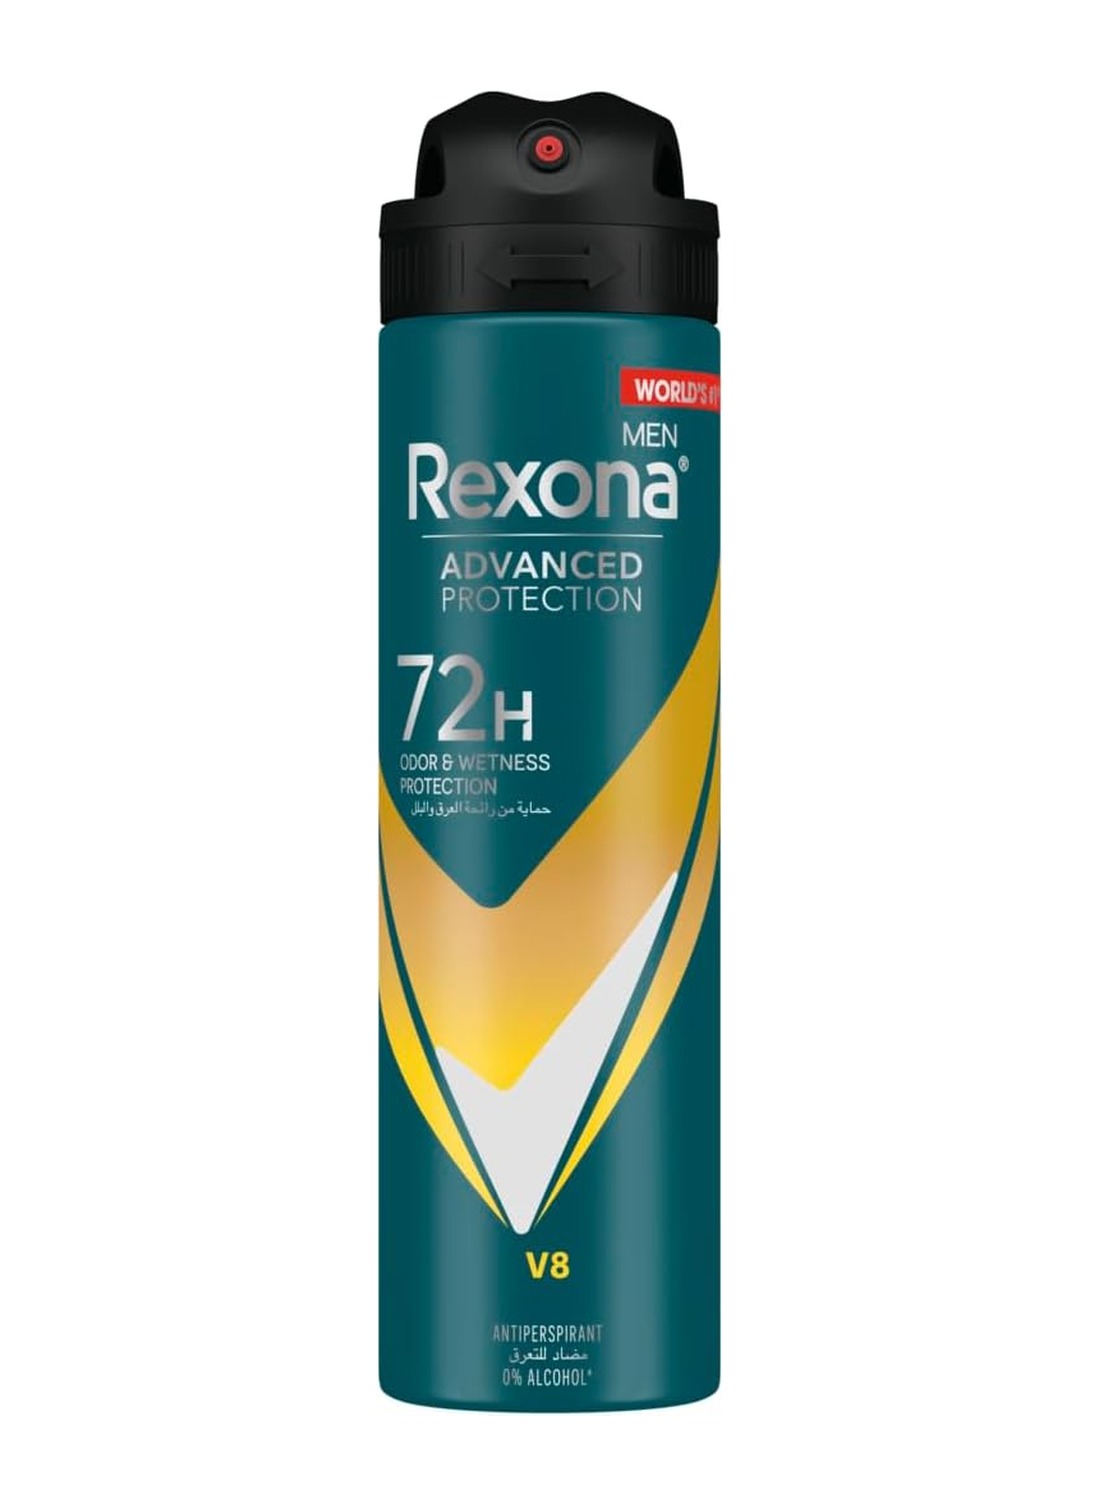 WORLD'S #1*
MEN
Rexona®
ADVANCED
PROTECTION
72H
ODOR & WETNESS
PROTECTION
حماية من رائحة العرق والبلل
V8
ANTIPERSPIRANT
مضاد للتعرق
0% ALCOHOL*